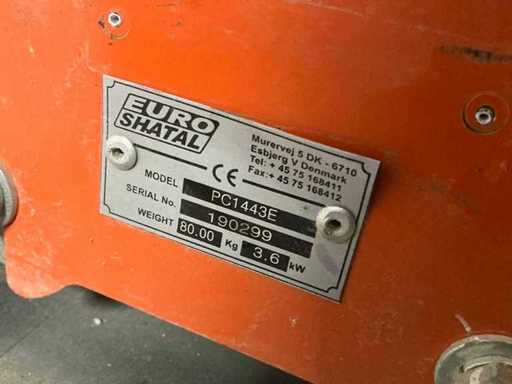 EURO
SHATAL
Murervej 5 DK - 6710
Esbjerg V Denmark
Tel: + 45 75 168411
Fax:+ 45 75 168412
CE
MODEL PC1443E
SERIAL No. 190299
WEIGHT 80.00 Kg 3.6 kW